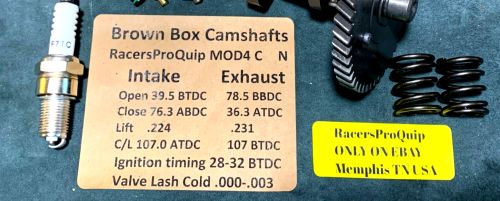 Brown Box Camshafts
RacersProQuip MOD4 C N
Intake Exhaust
Open 39.5 BTDC 78.5 BBDC
Close 76.3 ABDC 36.3 ATDC
Lift .224 .231
C/L 107.0 ATDC 107 BTDC
Ignition timing 28-32 BTDC
Valve Lash Cold .000-.003
RacersProQuip
ONLY ON EBAY
Memphis TN USA